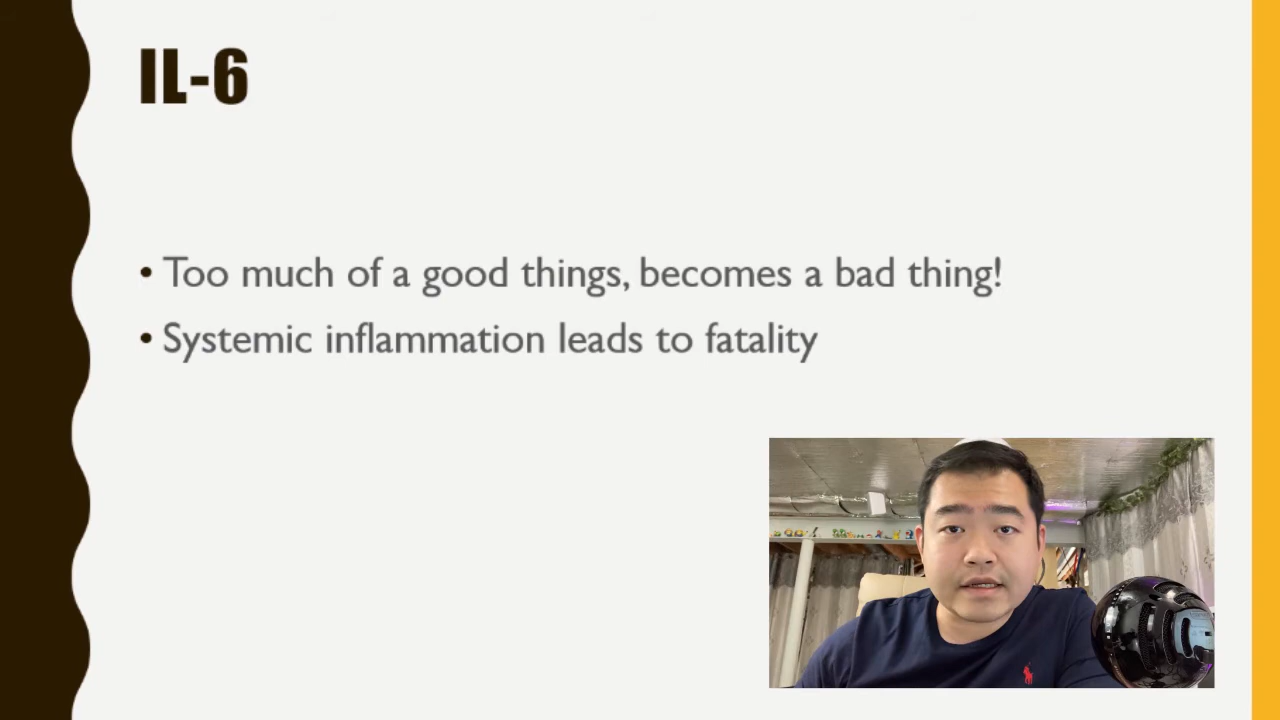 IL-6
• Too much of a good things, becomes a bad thing!
• Systemic inflammation leads to fatality